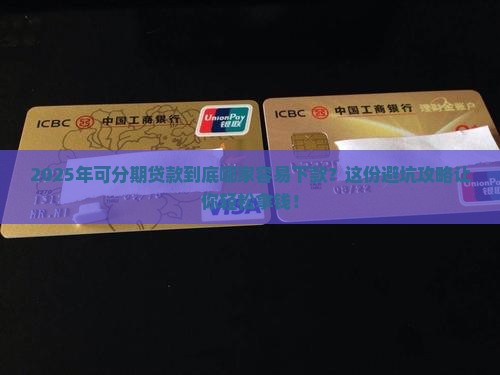 ICBC 中国工商银行
UnionPay
银联
VISA
ICBC 中国工商银行 理财金账户
UnionPay
银联
2025年可分期贷款到底哪家容易下款？这份避坑攻略让
你轻松拿钱！